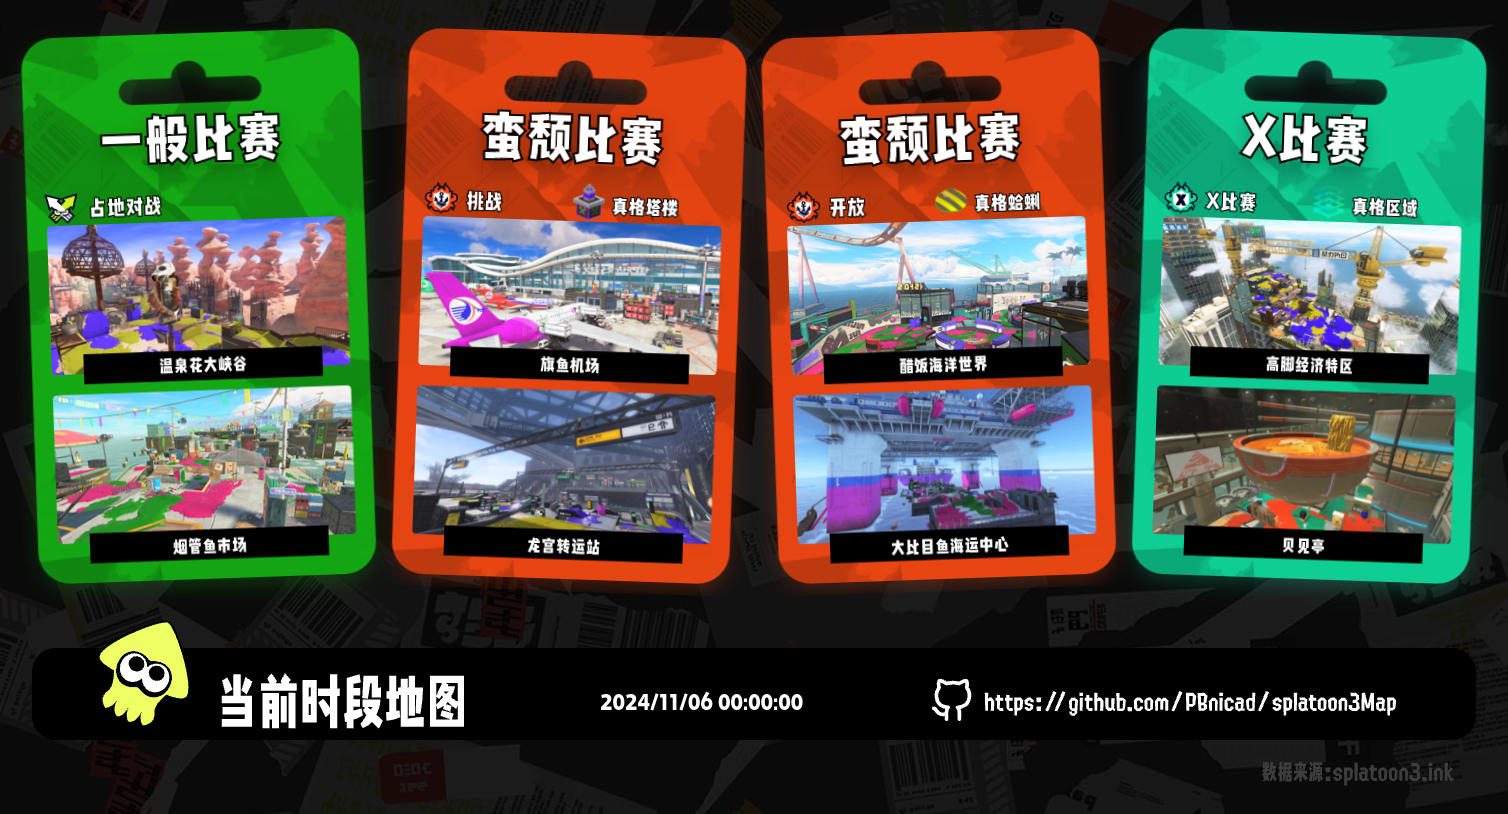 一般比赛
占地对战
温泉花大峡谷
烟管鱼市场
蛮颓比赛
挑战
真格塔楼
旗鱼机场
龙宫转运站
蛮颓比赛
开放
真格蛤蜊
醋饭海洋世界
大比目鱼海运中心
X比赛
X比赛
真格区域
高脚经济特区
贝见亭
当前时段地图
2024/11/06 00:00:00
https://github.com/PBnicad/splatoon3Map
数据来源:splatoon3.ink